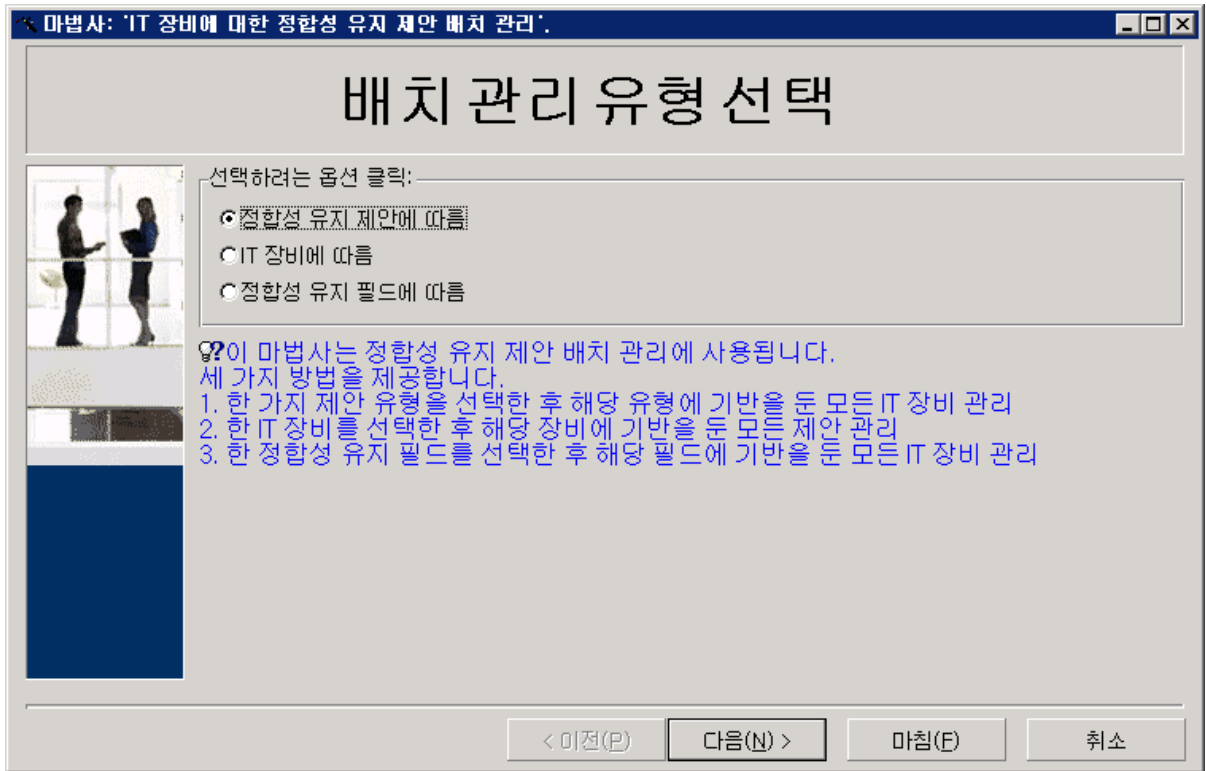 마법사: 'IT 장비에 대한 정합성 유지 제안 배치 관리'.
배치 관리 유형 선택
선택하려는 옵션 클릭:
정합성 유지 제안에 따름
IT 장비에 따름
정합성 유지 필드에 따름
이 마법사는 정합성 유지 제안 배치 관리에 사용됩니다.
세 가지 방법을 제공합니다.
1. 한 가지 제안 유형을 선택한 후 해당 유형에 기반을 둔 모든 IT 장비 관리
2. 한 IT 장비를 선택한 후 해당 장비에 기반을 둔 모든 제안 관리
3. 한 정합성 유지 필드를 선택한 후 해당 필드에 기반을 둔 모든 IT 장비 관리
< 이전(P)
다음(N) >
마침(F)
취소